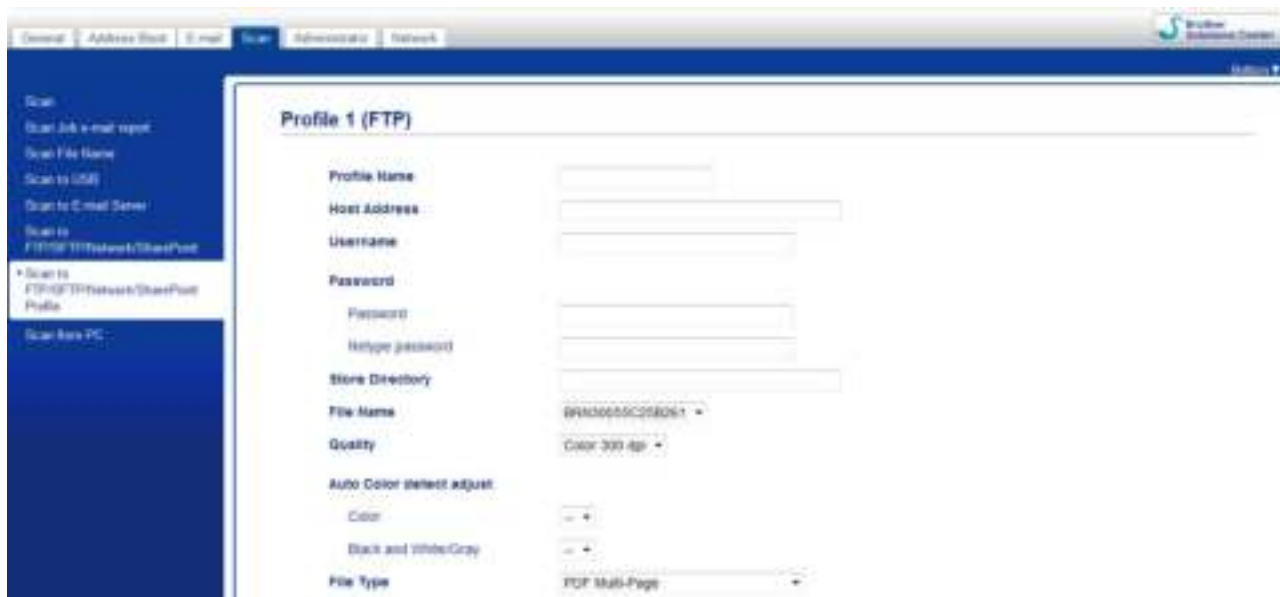 General
Address Book
E-mail
Scan
Administrator
Network
Brother
Solutions Center
Scan
Scan Job e-mail report
Scan File Name
Scan to USB
Scan to E-mail Server
Scan to
FTP/SFTP/Network/SharePoint
Scan to
FTP/SFTP/Network/SharePoint
Profile
Scan from PC
Profile 1 (FTP)
Profile Name
Host Address
Username
Password
Password
Retype password
Store Directory
File Name
Quality
Color 300 dpi
Auto Color detect adjust
Color
--
Black and White/Gray
--
File Type
PDF Multi-Page